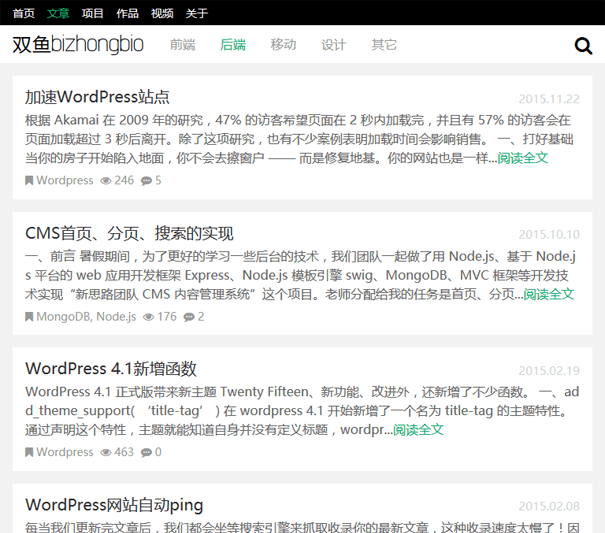 首页 文章 项目 作品 视频 关于
双鱼bizhongbio 前端 后端 移动 设计 其它
加速WordPress站点 2015.11.22
根据 Akamai 在 2009 年的研究，47% 的访客希望页面在 2 秒内加载完，并且有 57% 的访客会在
页面加载超过 3 秒后离开。除了这项研究，也有不少案例表明加载时间会影响销售。 一、打好基础
当你的房子开始陷入地面，你不会去擦窗户 —— 而是修复地基。你的网站也是一样...阅读全文
Wordpress 246 5
CMS首页、分页、搜索的实现 2015.10.10
一、前言 暑假期间，为了更好的学习一些后台的技术，我们团队一起做了用 Node.js、基于 Node.j
s 平台的 web 应用开发框架 Express、Node.js 模板引擎 swig、MongoDB、MVC 框架等开发技
术实现“新思路团队 CMS 内容管理系统”这个项目。老师分配给我的任务是首页、分页...阅读全文
MongoDB, Node.js 176 2
WordPress 4.1新增函数 2015.02.19
WordPress 4.1 正式版带来新主题 Twenty Fifteen、新功能、改进外，还新增了不少函数。 一、ad
d_theme_support( ‘title-tag’ ) 在 wordpress 4.1 开始新增了一个名为 title-tag 的主题特性。
通过声明这个特性，主题就能知道自身并没有定义标题，wordpr...阅读全文
Wordpress 463 0
WordPress网站自动ping 2015.02.08
每当我们更新完文章后，我们都会坐等搜索引擎来抓取收录你的最新文章，这种收录速度太慢了！因